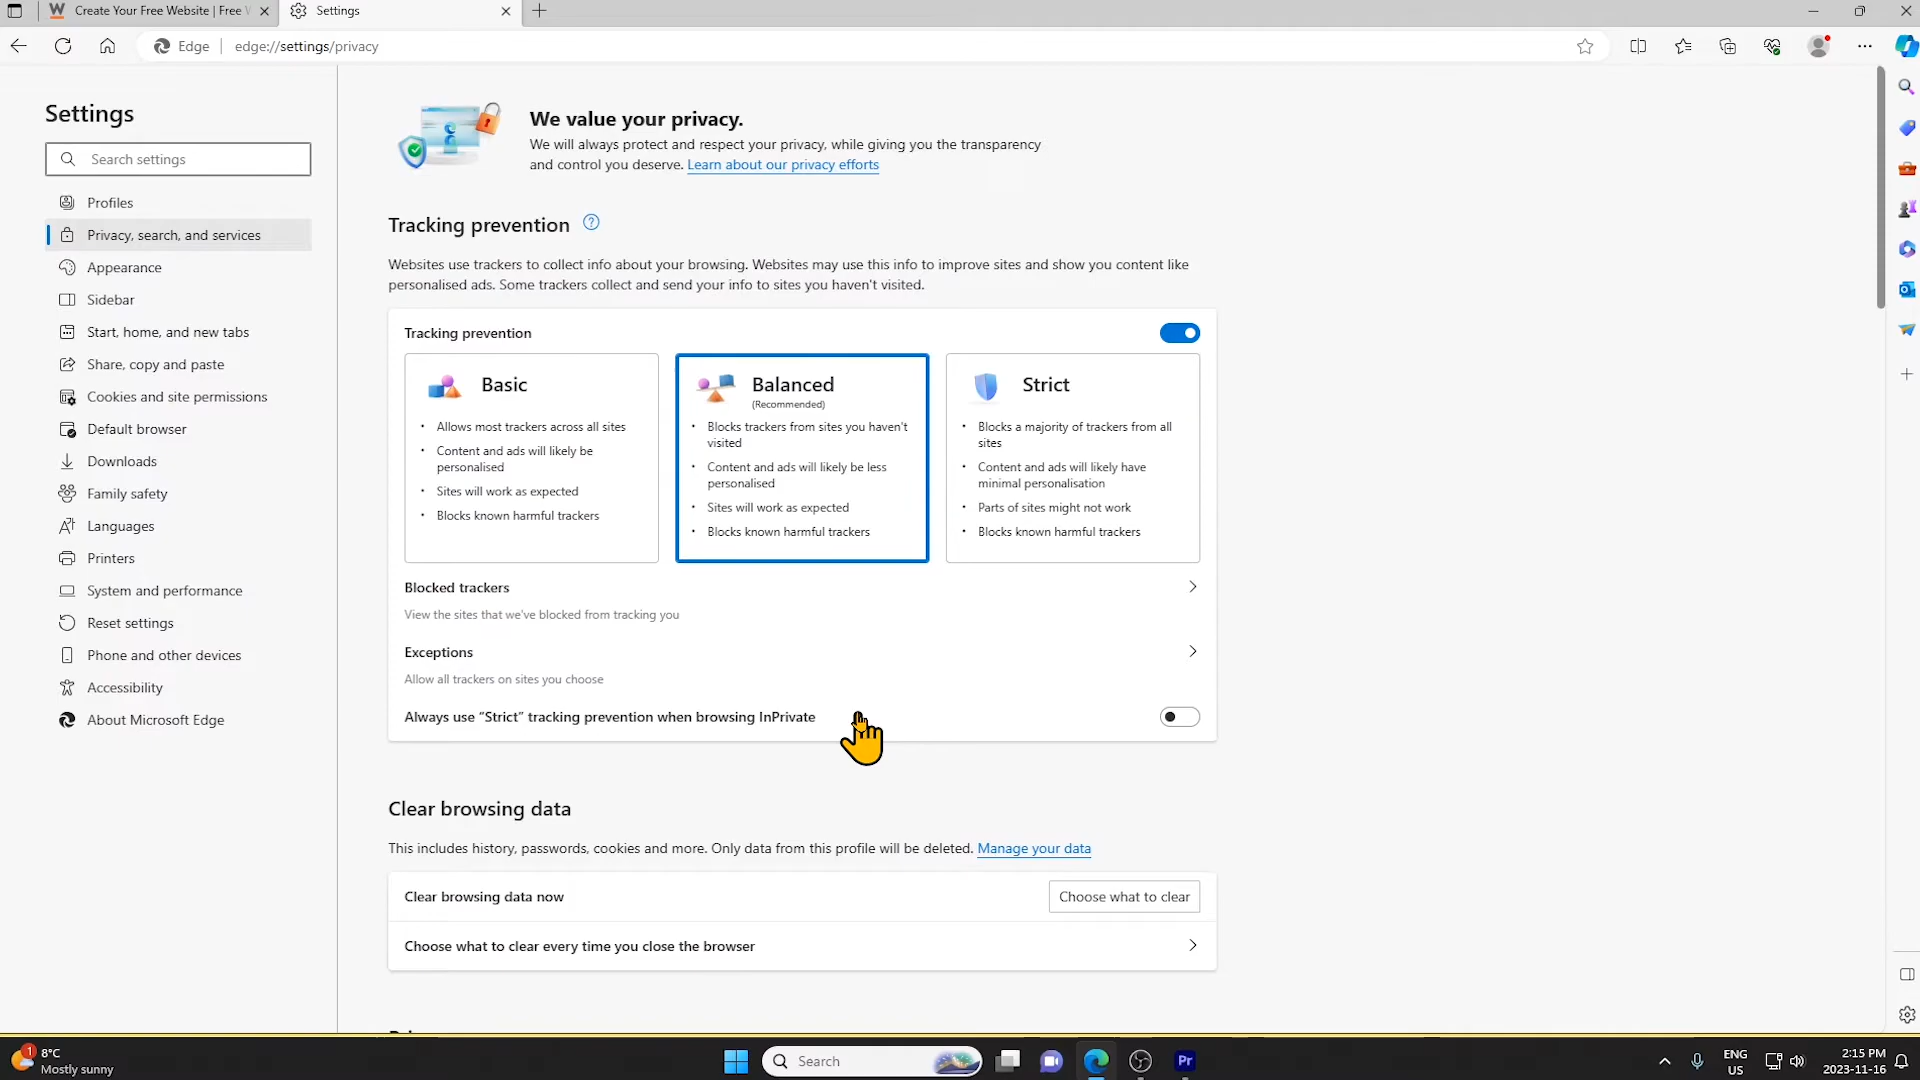 Create Your Free Website | Free W
Settings
Edge
edge://settings/privacy
Settings
Search settings
Profiles
Privacy, search, and services
Appearance
Sidebar
Start, home, and new tabs
Share, copy and paste
Cookies and site permissions
Default browser
Downloads
Family safety
Languages
Printers
System and performance
Reset settings
Phone and other devices
Accessibility
About Microsoft Edge
We value your privacy.
We will always protect and respect your privacy, while giving you the transparency
and control you deserve. Learn about our privacy efforts
Tracking prevention
Websites use trackers to collect info about your browsing. Websites may use this info to improve sites and show you content like
personalised ads. Some trackers collect and send your info to sites you haven't visited.
Tracking prevention
Basic
• Allows most trackers across all sites
• Content and ads will likely be
personalised
• Sites will work as expected
• Blocks known harmful trackers
Balanced
(Recommended)
• Blocks trackers from sites you haven't
visited
• Content and ads will likely be less
personalised
• Sites will work as expected
• Blocks known harmful trackers
Strict
• Blocks a majority of trackers from all
sites
• Content and ads will likely have
minimal personalisation
• Parts of sites might not work
• Blocks known harmful trackers
Blocked trackers
View the sites that we've blocked from tracking you
Exceptions
Allow all trackers on sites you choose
Always use “Strict” tracking prevention when browsing InPrivate
Clear browsing data
This includes history, passwords, cookies and more. Only data from this profile will be deleted. Manage your data
Clear browsing data now
Choose what to clear
Choose what to clear every time you close the browser
1
8°C
Mostly sunny
Search
Pr
ENG
US
2:15 PM
2023-11-16